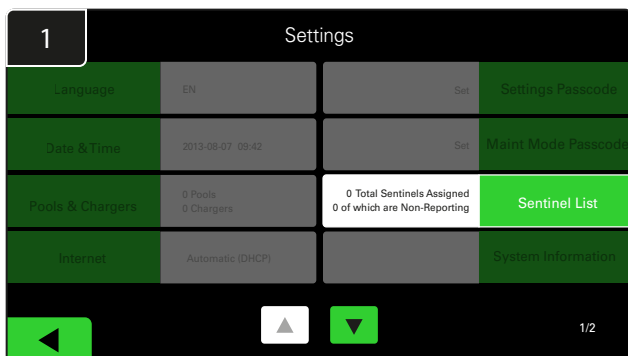 1
Settings
Language
EN
Set
Settings Passcode
Date & Time
2013-08-07 09:42
Set
Maint Mode Passcode
Pools & Chargers
0 Pools
0 Chargers
0 Total Sentinels Assigned
0 of which are Non-Reporting
Sentinel List
Internet
Automatic (DHCP)
System Information
1/2